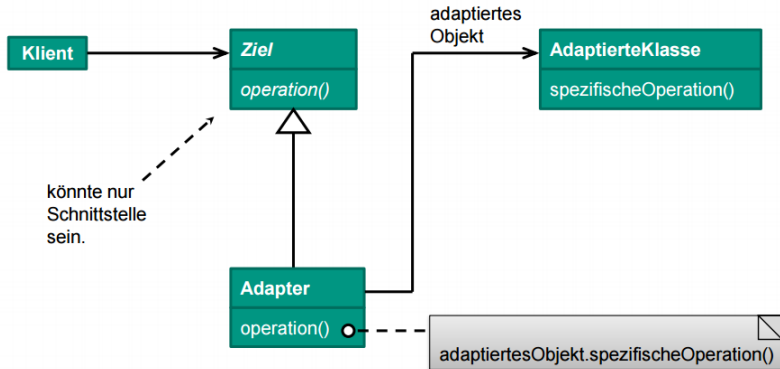 Klient
Ziel
operation()
adaptiertes
Objekt
AdaptierteKlasse
spezifischeOperation()
könnte nur
Schnittstelle
sein.
Adapter
operation()
adaptiertesObjekt.spezifischeOperation()